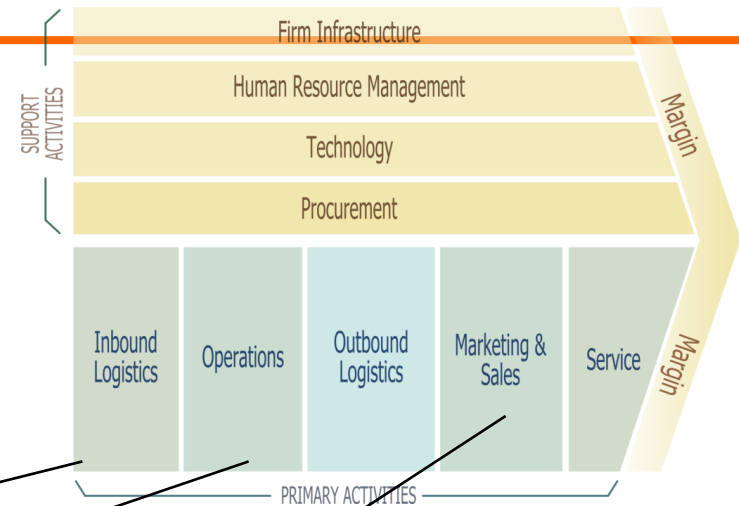 Firm Infrastructure
Human Resource Management
SUPPORT
ACTIVITIES
Technology
Procurement
Margin
Inbound
Logistics
Operations
Outbound
Logistics
Marketing &
Sales
Service
Margin
PRIMARY ACTIVITIES